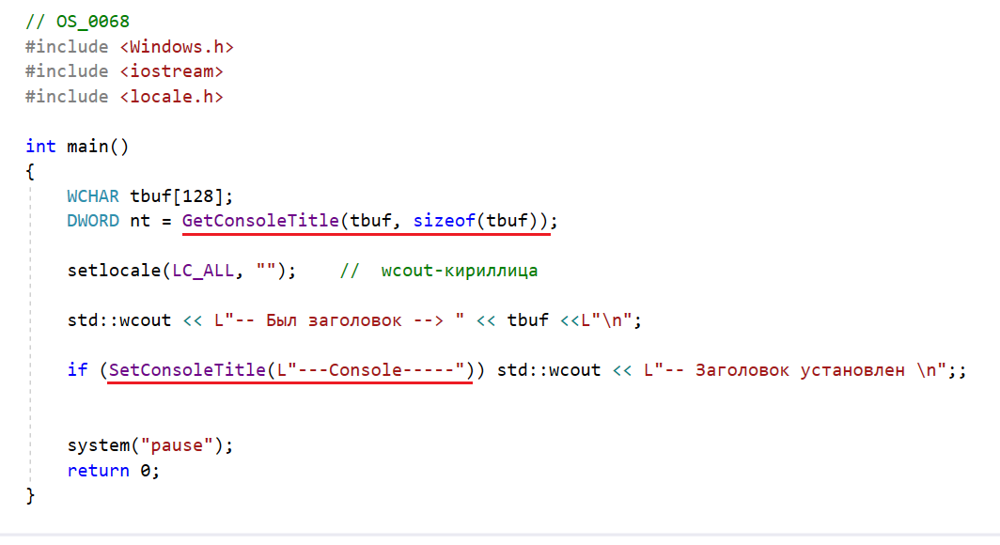 // OS_0068
#include <Windows.h>
#include <iostream>
#include <locale.h>
int main()
{
WCHAR tbuf[128];
DWORD nt = GetConsoleTitle(tbuf, sizeof(tbuf));
setlocale(LC_ALL, "");    //  wcout-кириллица
std::wcout << L"-- Был заголовок --> " << tbuf <<L"\n";
if (SetConsoleTitle(L"---Console-----")) std::wcout << L"-- Заголовок установлен \n";;
system("pause");
return 0;
}